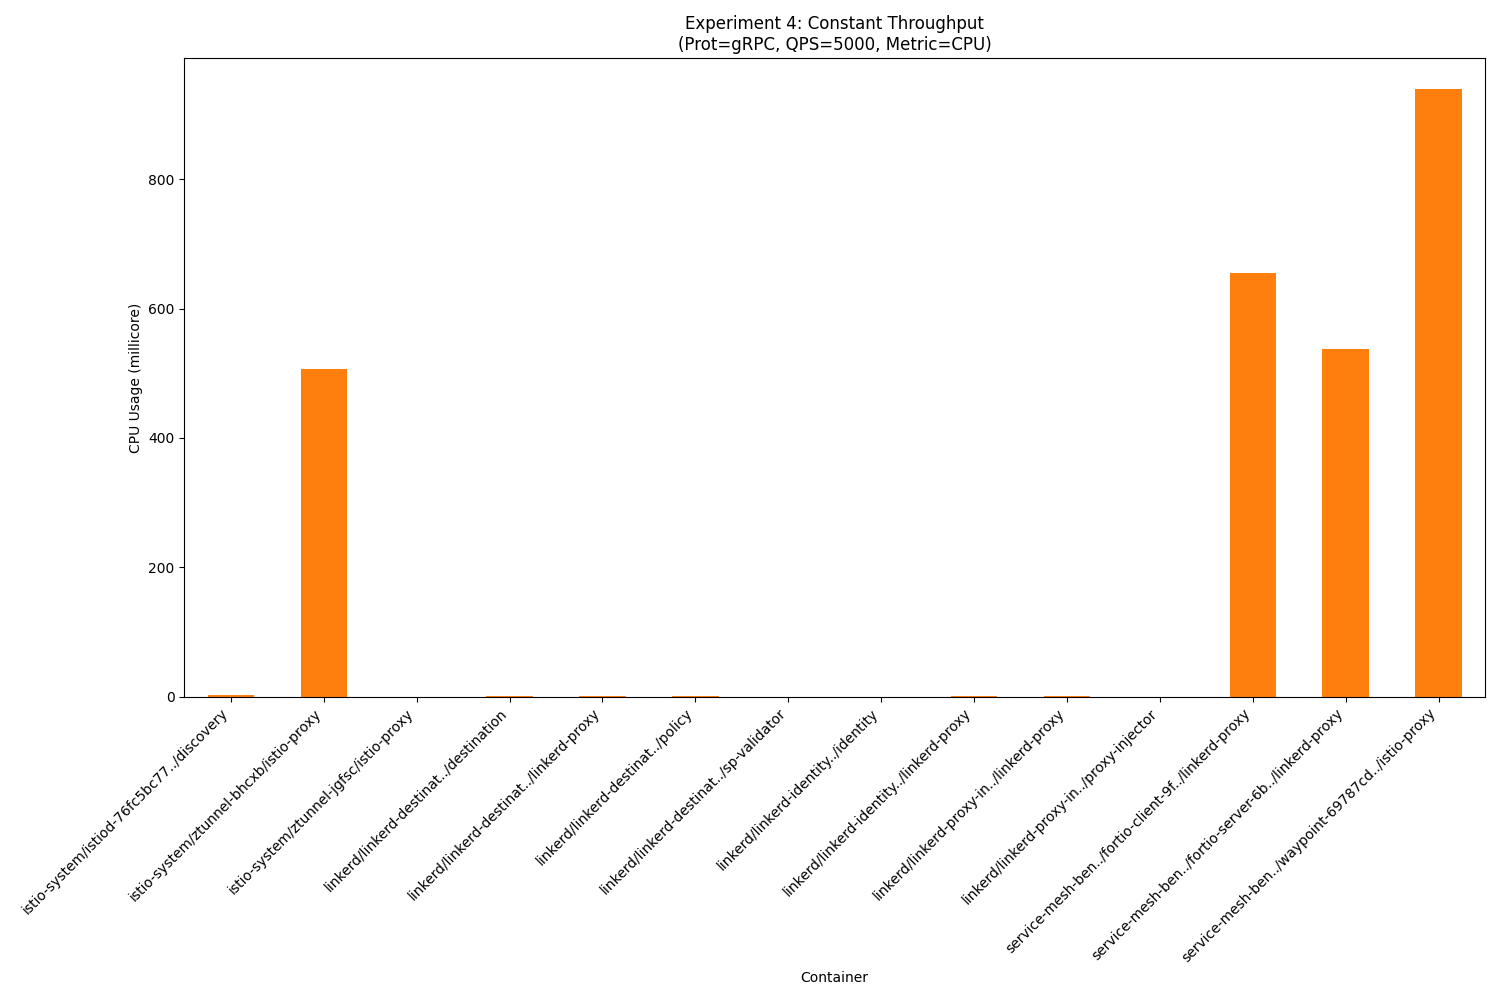 Experiment 4: Constant Throughput
(Prot=gRPC, QPS=5000, Metric=CPU)
CPU Usage (millicore)
800
600
400
200
0
istio-system/istiod-76fc5bc77../discovery
istio-system/ztunnel-bhcxb/istio-proxy
istio-system/ztunnel-jgfsc/istio-proxy
linkerd/linkerd-destinat../destination
linkerd/linkerd-destinat../linkerd-proxy
linkerd/linkerd-destinat../policy
linkerd/linkerd-destinat../sp-validator
linkerd/linkerd-identity../identity
linkerd/linkerd-identity../linkerd-proxy
linkerd/linkerd-proxy-in../linkerd-proxy
linkerd/linkerd-proxy-in../proxy-injector
service-mesh-ben../fortio-client-9f../linkerd-proxy
service-mesh-ben../fortio-server-6b../linkerd-proxy
service-mesh-ben../waypoint-69787cd../istio-proxy
Container